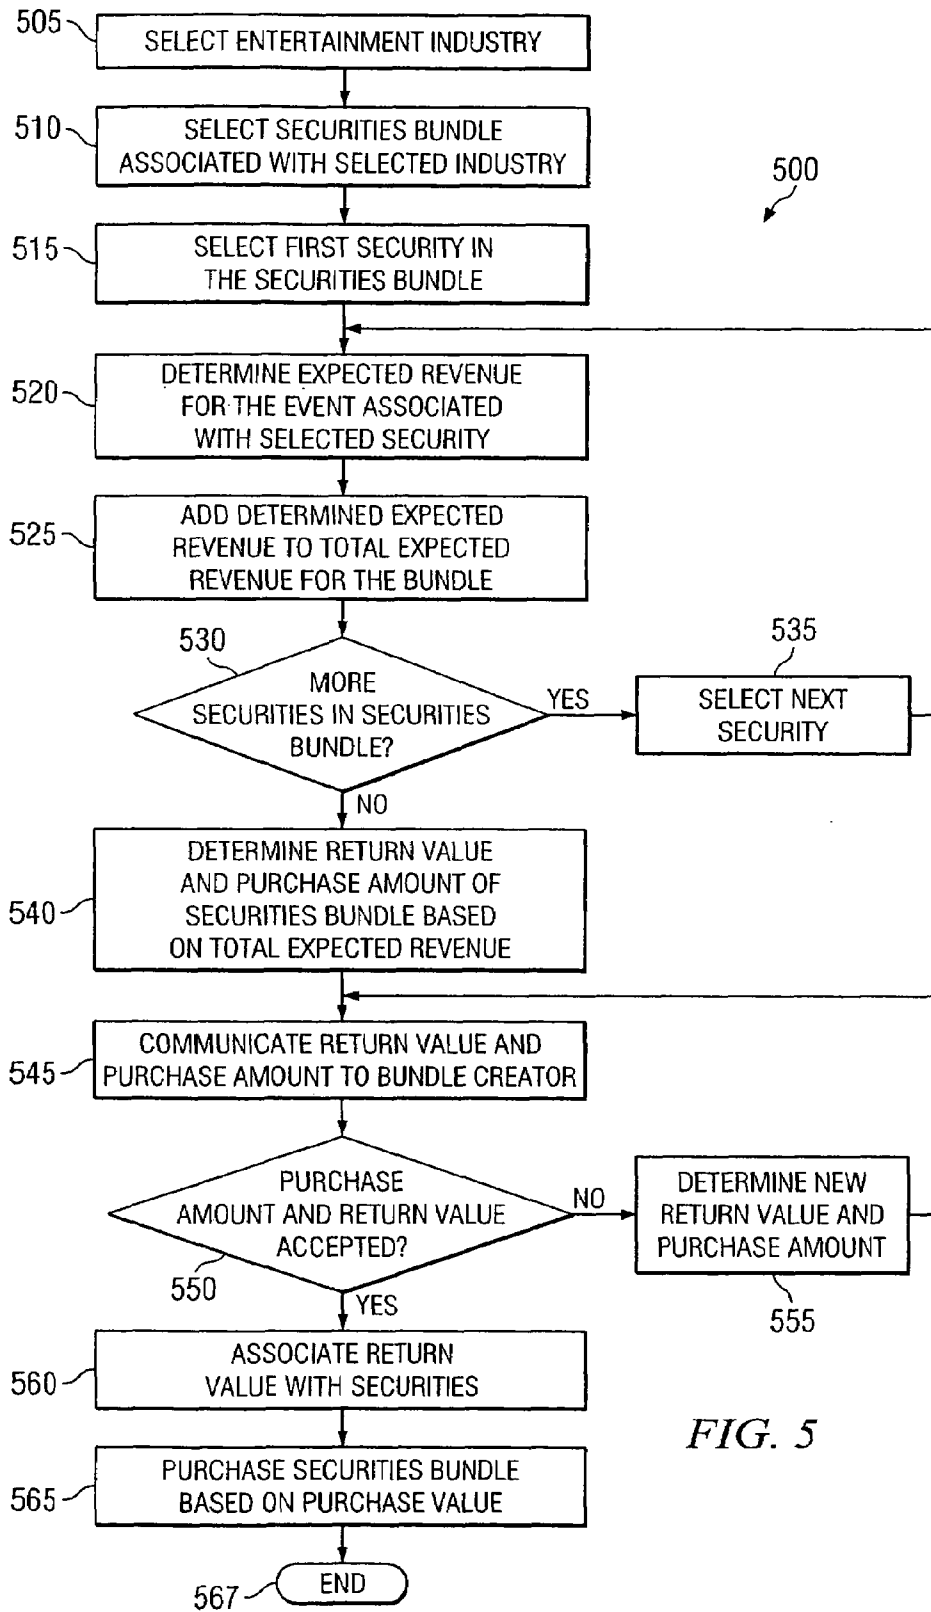 505
SELECT ENTERTAINMENT INDUSTRY
510
SELECT SECURITIES BUNDLE
ASSOCIATED WITH SELECTED INDUSTRY
500
515
SELECT FIRST SECURITY IN
THE SECURITIES BUNDLE
520
DETERMINE EXPECTED REVENUE
FOR THE EVENT ASSOCIATED
WITH SELECTED SECURITY
525
ADD DETERMINED EXPECTED
REVENUE TO TOTAL EXPECTED
REVENUE FOR THE BUNDLE
530
MORE
SECURITIES IN SECURITIES
BUNDLE?
YES
535
SELECT NEXT
SECURITY
NO
540
DETERMINE RETURN VALUE
AND PURCHASE AMOUNT OF
SECURITIES BUNDLE BASED
ON TOTAL EXPECTED REVENUE
545
COMMUNICATE RETURN VALUE AND
PURCHASE AMOUNT TO BUNDLE CREATOR
PURCHASE
AMOUNT AND RETURN VALUE
ACCEPTED?
550
NO
DETERMINE NEW
RETURN VALUE AND
PURCHASE AMOUNT
555
YES
560
ASSOCIATE RETURN
VALUE WITH SECURITIES
565
PURCHASE SECURITIES BUNDLE
BASED ON PURCHASE VALUE
567
END
FIG. 5